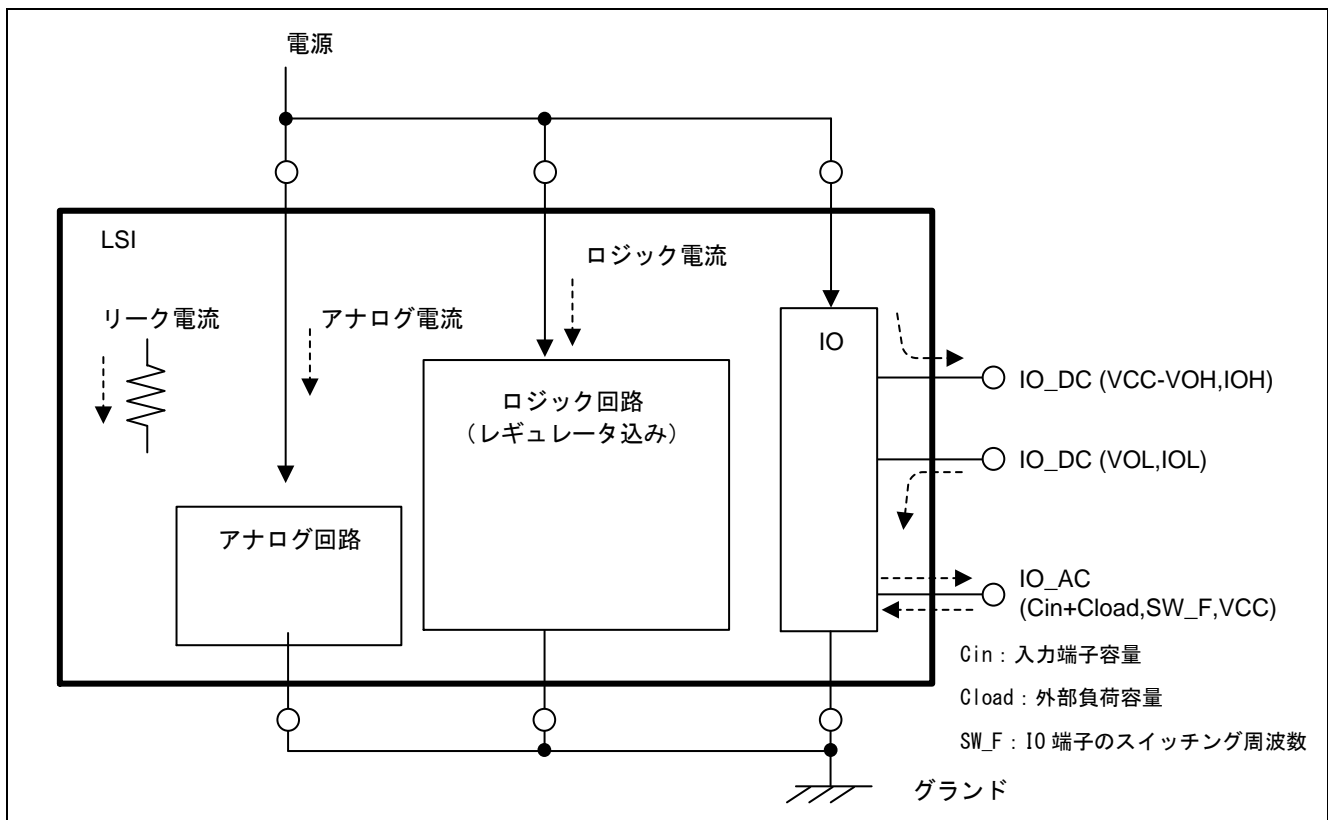 電源
LSI
ロジック電流
リーク電流
アナログ電流
IO
ロジック回路
（レギュレータ込み）
アナログ回路
IO_DC (VCC-VOH,IOH)
IO_DC (VOL,IOL)
IO_AC
(Cin+Cload,SW_F,VCC)
Cin：入力端子容量
Cload：外部負荷容量
SW_F：IO 端子のスイッチング周波数
グランド